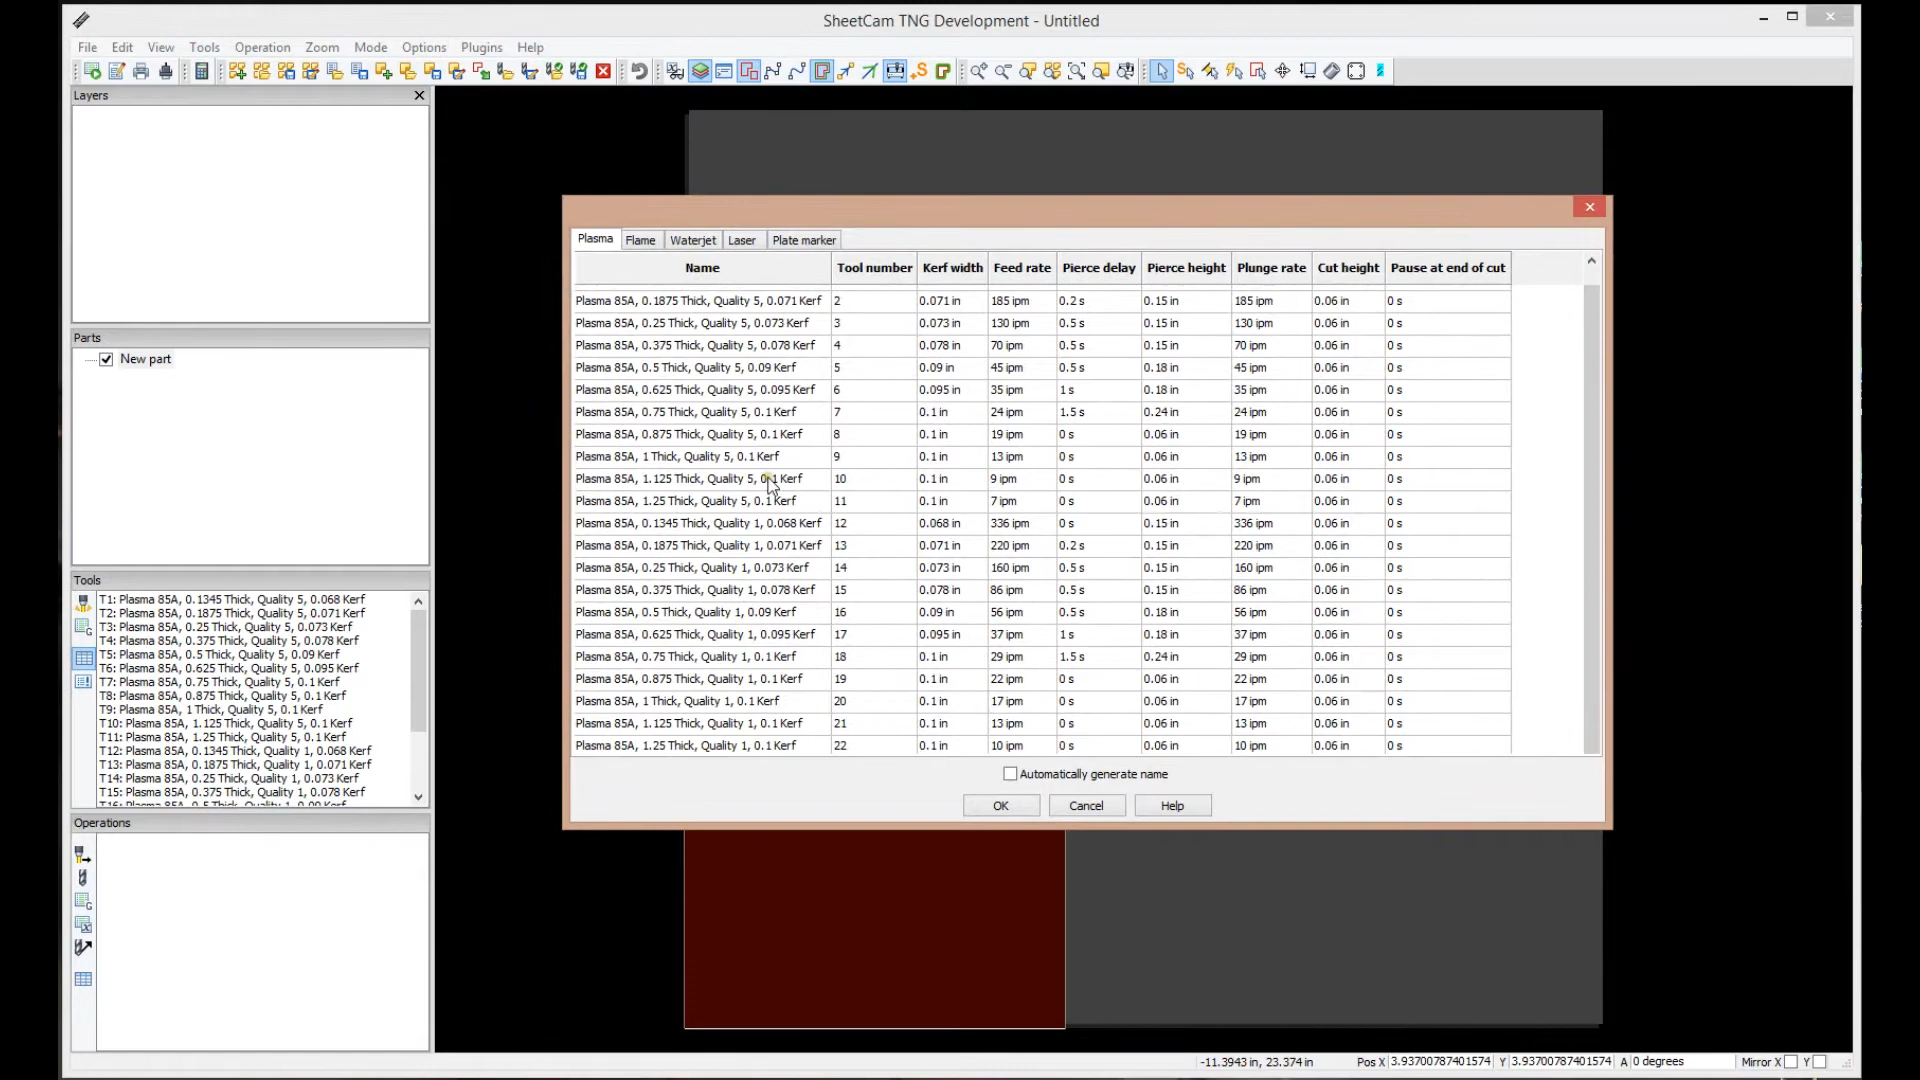 SheetCam TNG Development - Untitled
File Edit View Tools Operation Zoom Mode Options Plugins Help
Layers
Parts
New part
Tools
T1: Plasma 85A, 0.1345 Thick, Quality 5, 0.068 Kerf
T2: Plasma 85A, 0.1875 Thick, Quality 5, 0.071 Kerf
T3: Plasma 85A, 0.25 Thick, Quality 5, 0.073 Kerf
T4: Plasma 85A, 0.375 Thick, Quality 5, 0.078 Kerf
T5: Plasma 85A, 0.5 Thick, Quality 5, 0.09 Kerf
T6: Plasma 85A, 0.625 Thick, Quality 5, 0.095 Kerf
T7: Plasma 85A, 0.75 Thick, Quality 5, 0.1 Kerf
T8: Plasma 85A, 0.875 Thick, Quality 5, 0.1 Kerf
T9: Plasma 85A, 1 Thick, Quality 5, 0.1 Kerf
T10: Plasma 85A, 1.125 Thick, Quality 5, 0.1 Kerf
T11: Plasma 85A, 1.25 Thick, Quality 5, 0.1 Kerf
T12: Plasma 85A, 0.1345 Thick, Quality 1, 0.068 Kerf
T13: Plasma 85A, 0.1875 Thick, Quality 1, 0.071 Kerf
T14: Plasma 85A, 0.25 Thick, Quality 1, 0.073 Kerf
T15: Plasma 85A, 0.375 Thick, Quality 1, 0.078 Kerf
T16: Plasma 85A, 0.5 Thick, Quality 1, 0.09 Kerf
Operations
Plasma Flame Waterjet Laser Plate marker
Name Tool number Kerf width Feed rate Pierce delay Pierce height Plunge rate Cut height Pause at end of cut
Plasma 85A, 0.1875 Thick, Quality 5, 0.071 Kerf 2 0.071 in 185 ipm 0.2 s 0.15 in 185 ipm 0.06 in 0 s
Plasma 85A, 0.25 Thick, Quality 5, 0.073 Kerf 3 0.073 in 130 ipm 0.5 s 0.15 in 130 ipm 0.06 in 0 s
Plasma 85A, 0.375 Thick, Quality 5, 0.078 Kerf 4 0.078 in 70 ipm 0.5 s 0.15 in 70 ipm 0.06 in 0 s
Plasma 85A, 0.5 Thick, Quality 5, 0.09 Kerf 5 0.09 in 45 ipm 0.5 s 0.18 in 45 ipm 0.06 in 0 s
Plasma 85A, 0.625 Thick, Quality 5, 0.095 Kerf 6 0.095 in 35 ipm 1 s 0.18 in 35 ipm 0.06 in 0 s
Plasma 85A, 0.75 Thick, Quality 5, 0.1 Kerf 7 0.1 in 24 ipm 1.5 s 0.24 in 24 ipm 0.06 in 0 s
Plasma 85A, 0.875 Thick, Quality 5, 0.1 Kerf 8 0.1 in 19 ipm 0 s 0.06 in 19 ipm 0.06 in 0 s
Plasma 85A, 1 Thick, Quality 5, 0.1 Kerf 9 0.1 in 13 ipm 0 s 0.06 in 13 ipm 0.06 in 0 s
Plasma 85A, 1.125 Thick, Quality 5, 0.1 Kerf 10 0.1 in 9 ipm 0 s 0.06 in 9 ipm 0.06 in 0 s
Plasma 85A, 1.25 Thick, Quality 5, 0.1 Kerf 11 0.1 in 7 ipm 0 s 0.06 in 7 ipm 0.06 in 0 s
Plasma 85A, 0.1345 Thick, Quality 1, 0.068 Kerf 12 0.068 in 336 ipm 0 s 0.15 in 336 ipm 0.06 in 0 s
Plasma 85A, 0.1875 Thick, Quality 1, 0.071 Kerf 13 0.071 in 220 ipm 0.2 s 0.15 in 220 ipm 0.06 in 0 s
Plasma 85A, 0.25 Thick, Quality 1, 0.073 Kerf 14 0.073 in 160 ipm 0.5 s 0.15 in 160 ipm 0.06 in 0 s
Plasma 85A, 0.375 Thick, Quality 1, 0.078 Kerf 15 0.078 in 86 ipm 0.5 s 0.15 in 86 ipm 0.06 in 0 s
Plasma 85A, 0.5 Thick, Quality 1, 0.09 Kerf 16 0.09 in 56 ipm 0.5 s 0.18 in 56 ipm 0.06 in 0 s
Plasma 85A, 0.625 Thick, Quality 1, 0.095 Kerf 17 0.095 in 37 ipm 1 s 0.18 in 37 ipm 0.06 in 0 s
Plasma 85A, 0.75 Thick, Quality 1, 0.1 Kerf 18 0.1 in 29 ipm 1.5 s 0.24 in 29 ipm 0.06 in 0 s
Plasma 85A, 0.875 Thick, Quality 1, 0.1 Kerf 19 0.1 in 22 ipm 0 s 0.06 in 22 ipm 0.06 in 0 s
Plasma 85A, 1 Thick, Quality 1, 0.1 Kerf 20 0.1 in 17 ipm 0 s 0.06 in 17 ipm 0.06 in 0 s
Plasma 85A, 1.125 Thick, Quality 1, 0.1 Kerf 21 0.1 in 13 ipm 0 s 0.06 in 13 ipm 0.06 in 0 s
Plasma 85A, 1.25 Thick, Quality 1, 0.1 Kerf 22 0.1 in 10 ipm 0 s 0.06 in 10 ipm 0.06 in 0 s
Automatically generate name
OK Cancel Help
-11.3943 in, 23.374 in Pos X 3.93700787401574 Y 3.93700787401574 A 0 degrees Mirror X Y